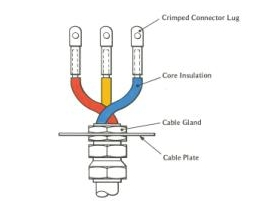 Crimped Connector Lug
Core Insulation
Cable Gland
Cable Plate